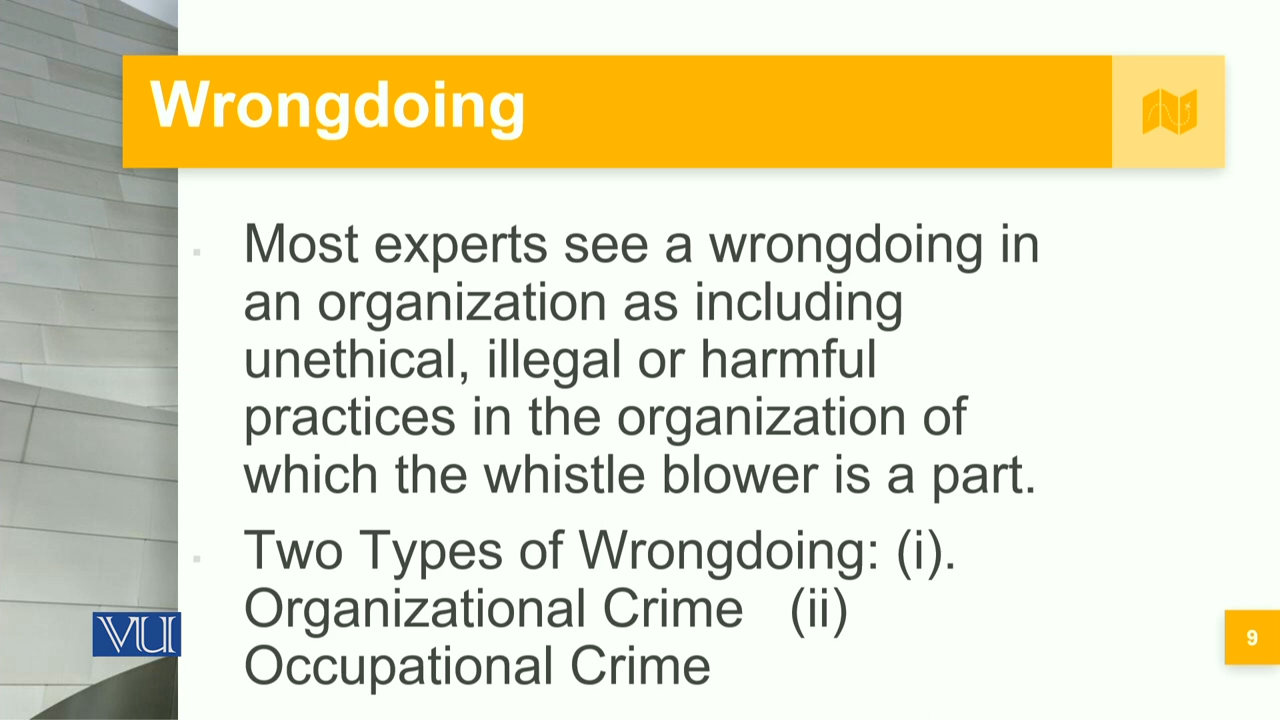 Wrongdoing
Most experts see a wrongdoing in
an organization as including
unethical, illegal or harmful
practices in the organization of
which the whistle blower is a part.
Two Types of Wrongdoing: (i).
Organizational Crime (ii)
Occupational Crime
VU
9